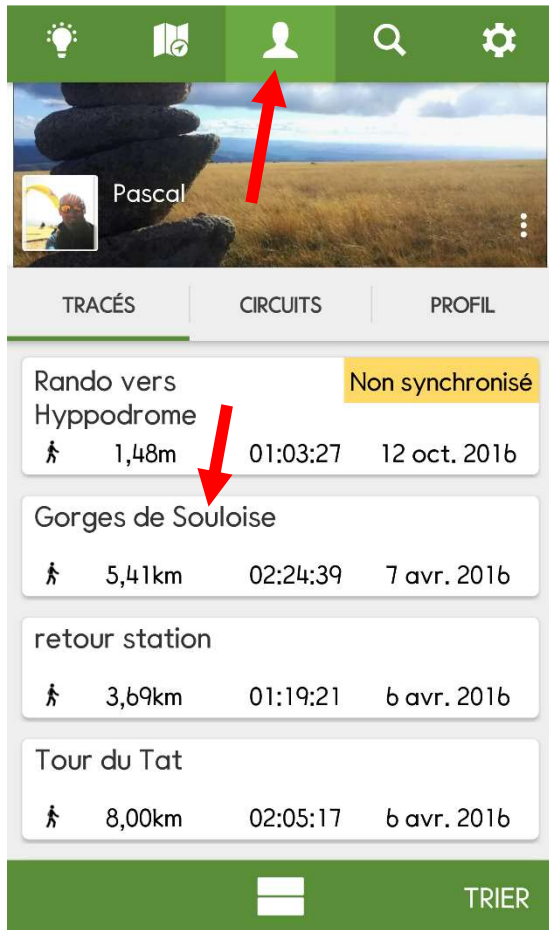 Pascal
TRACÉS CIRCUITS PROFIL
Rando vers Non synchronisé
Hyppodrome
1,48m 01:03:27 12 oct. 2016
Gorges de Souloise
5,41km 02:24:39 7 avr. 2016
retour station
3,69km 01:19:21 6 avr. 2016
Tour du Tat
8,00km 02:05:17 6 avr. 2016
TRIER